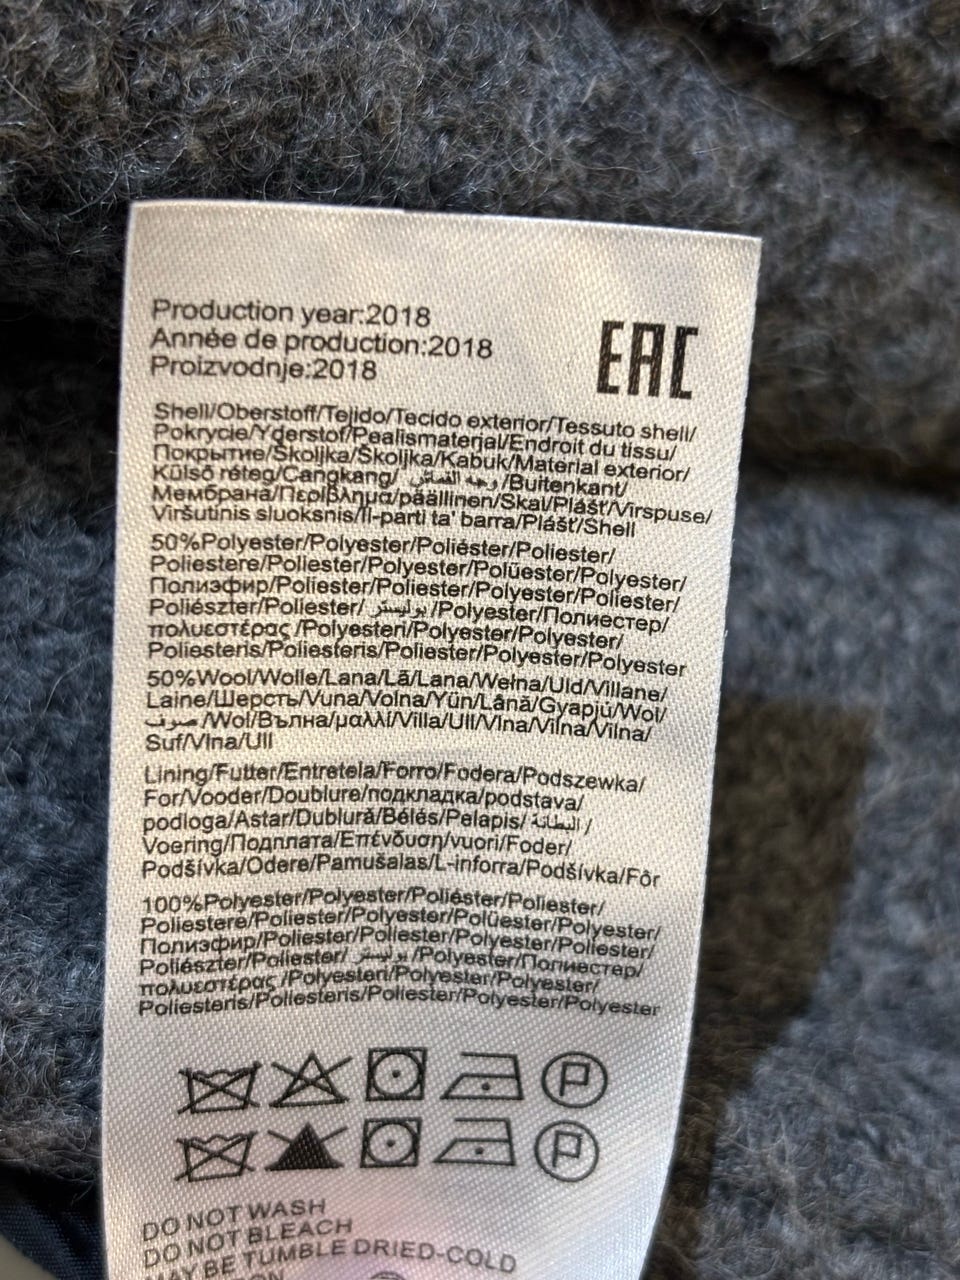 Production year:2018
Année de production:2018
Proizvodnje:2018
EAC
Shell/Oberstoff/Tejido/Tecido exterior/Tessuto shell/
Pokrycie/Yderstof/Pealismaterjal/Endroit du tissu/
Покрытие/Školjka/Školjka/Kabuk/Material exterior/
Külső réteg/Cangkang/ وجه القماش /Buitenkant/
Мембрана/Περίβλημα/päällinen/Skal/Plášť/Virspuse/
Viršutinis sluoksnis/Il-parti ta' barra/Plášť/Shell
50%Polyester/Polyester/Poliéster/Poliester/
Poliestere/Poliester/Polyester/Polüester/Polyester/
Полиэфир/Poliester/Poliester/Polyester/Poliester/
Poliészter/Poliester/ بوليستر /Polyester/Полиестер/
πολυεστέρας /Polyesteri/Polyester/Polyester/
Poliesteris/Poliesteris/Poliester/Polyester/Polyester
50%Wool/Wolle/Lana/Lã/Lana/Wełna/Uld/Villane/
Laine/Шерсть/Vuna/Volna/Yün/Lână/Gyapjú/Wol/
صوف /Wol/Вълна/μαλλί/Villa/Ull/Vlna/Vilna/Vilna/
Suf/Vlna/Ull
Lining/Futter/Entretela/Forro/Fodera/Podszewka/
For/Vooder/Doublure/подкладка/podstava/
podloga/Astar/Dublură/Bélés/Pelapis/ البطانة /
Voering/Подплата/Επένδυση/vuori/Foder/
Podšívka/Odere/Pamušalas/L-inforra/Podšívka/Fôr
100%Polyester/Polyester/Poliéster/Poliester/
Poliestere/Poliester/Polyester/Polüester/Polyester/
Полиэфир/Poliester/Poliester/Polyester/Poliester/
Poliészter/Poliester/ بوليستر /Polyester/Полиестер/
πολυεστέρας /Polyesteri/Polyester/Polyester/
Poliesteris/Poliesteris/Poliester/Polyester/Polyester
P
P
DO NOT WASH
DO NOT BLEACH
MAY BE TUMBLE DRIED-COLD